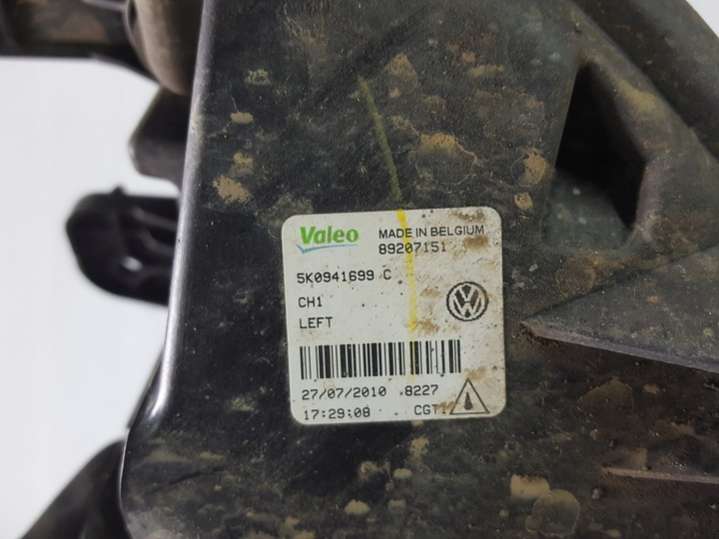 Valeo MADE IN BELGIUM
89207151
5K0941699 C
CH1
LEFT
27/07/2010 8227
17:29:08 CGT1